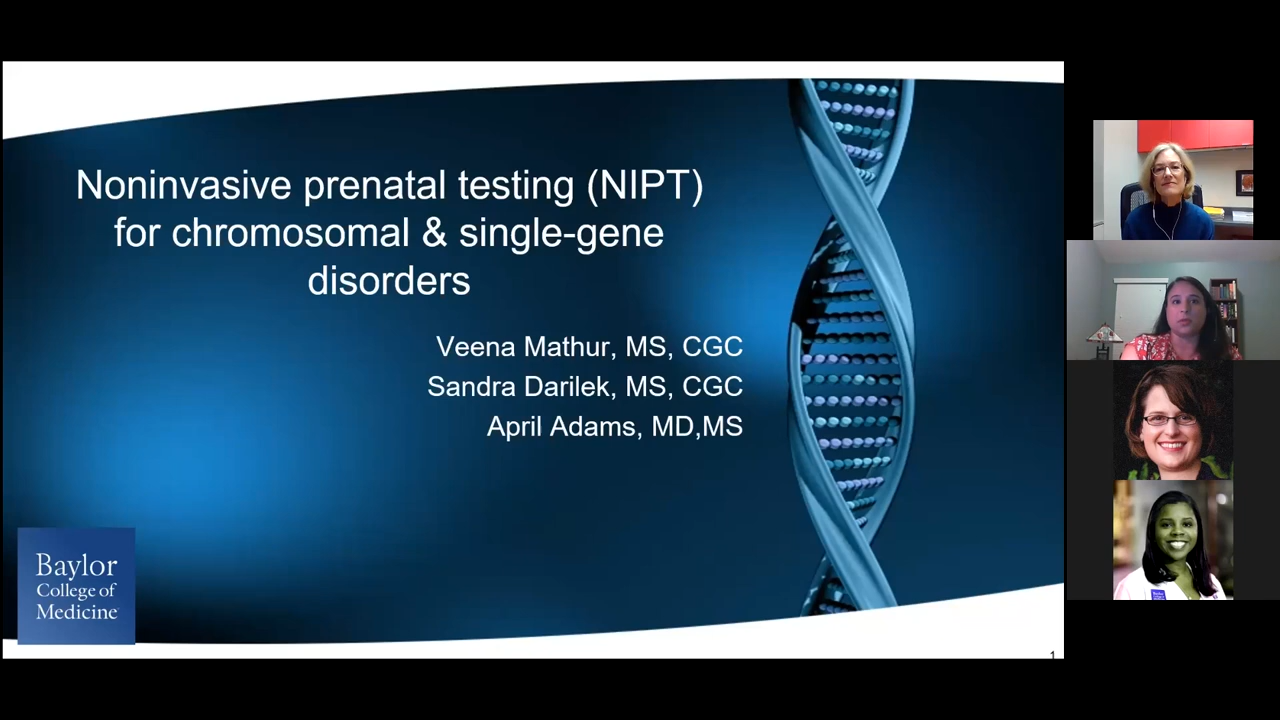 Noninvasive prenatal testing (NIPT)
for chromosomal & single-gene
disorders
Veena Mathur, MS, CGC
Sandra Darilek, MS, CGC
April Adams, MD,MS
Baylor
College of
Medicine
1